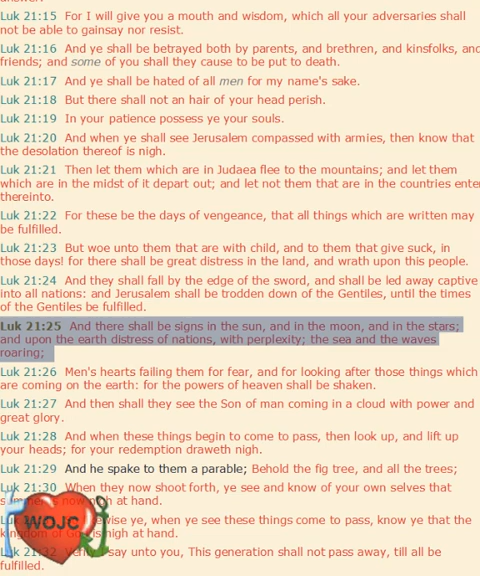 answer.
Luk 21:15 For I will give you a mouth and wisdom, which all your adversaries shall
not be able to gainsay nor resist.
Luk 21:16 And ye shall be betrayed both by parents, and brethren, and kinsfolks, and
friends; and some of you shall they cause to be put to death.
Luk 21:17 And ye shall be hated of all men for my name's sake.
Luk 21:18 But there shall not an hair of your head perish.
Luk 21:19 In your patience possess ye your souls.
Luk 21:20 And when ye shall see Jerusalem compassed with armies, then know that
the desolation thereof is nigh.
Luk 21:21 Then let them which are in Judaea flee to the mountains; and let them
which are in the midst of it depart out; and let not them that are in the countries enter
thereinto.
Luk 21:22 For these be the days of vengeance, that all things which are written may
be fulfilled.
Luk 21:23 But woe unto them that are with child, and to them that give suck, in
those days! for there shall be great distress in the land, and wrath upon this people.
Luk 21:24 And they shall fall by the edge of the sword, and shall be led away captive
into all nations: and Jerusalem shall be trodden down of the Gentiles, until the times
of the Gentiles be fulfilled.
Luk 21:25 And there shall be signs in the sun, and in the moon, and in the stars;
and upon the earth distress of nations, with perplexity; the sea and the waves
roaring;
Luk 21:26 Men's hearts failing them for fear, and for looking after those things which
are coming on the earth: for the powers of heaven shall be shaken.
Luk 21:27 And then shall they see the Son of man coming in a cloud with power and
great glory.
Luk 21:28 And when these things begin to come to pass, then look up, and lift up
your heads; for your redemption draweth nigh.
Luk 21:29 And he spake to them a parable; Behold the fig tree, and all the trees;
Luk 21:30 When they now shoot forth, ye see and know of your own selves that
summer is now nigh at hand.
WOJC
ye, when ye see these things come to pass, know ye that the
kingdom of God is nigh at hand.
21:32 Verily I say unto you, This generation shall not pass away, till all be
fulfilled.